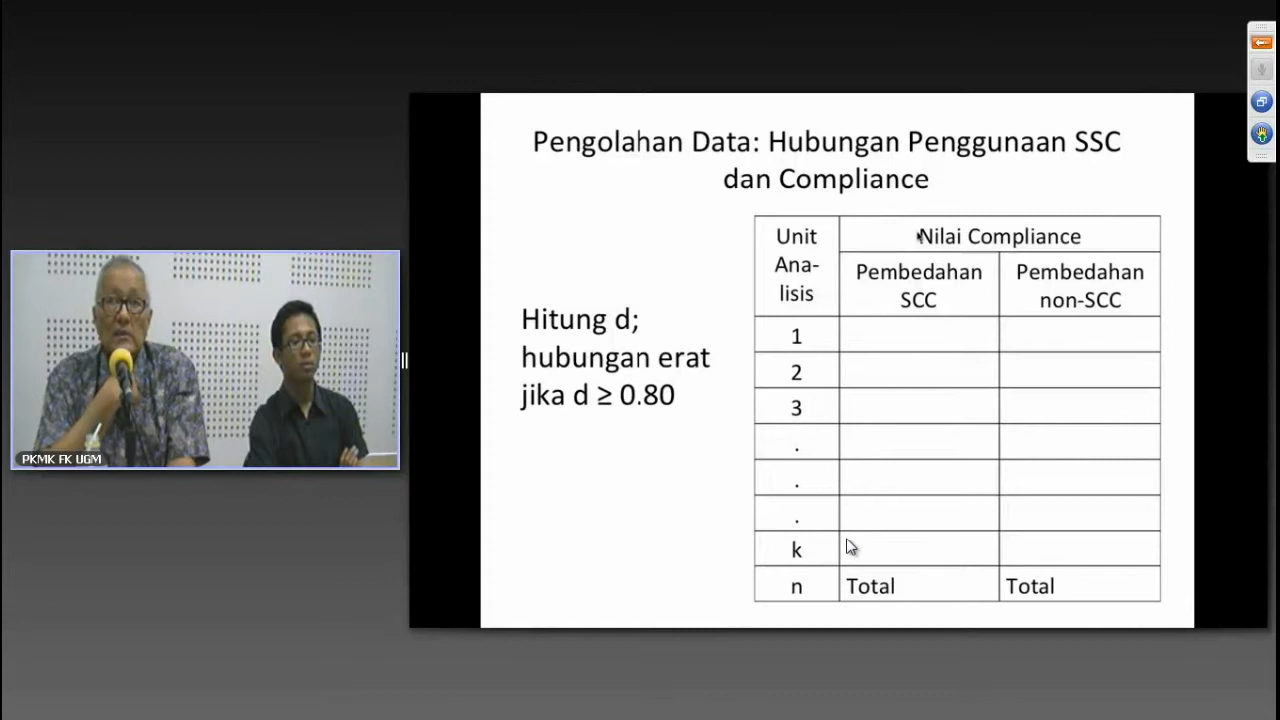 Pengolahan Data: Hubungan Penggunaan SSC
dan Compliance
Hitung d;
hubungan erat
jika d ≥ 0.80
Unit
Ana-
lisis
Nilai Compliance
Pembedahan
SCC
Pembedahan
non-SCC
1
2
3
.
.
.
k
n
Total
Total
PKMK FK UGM